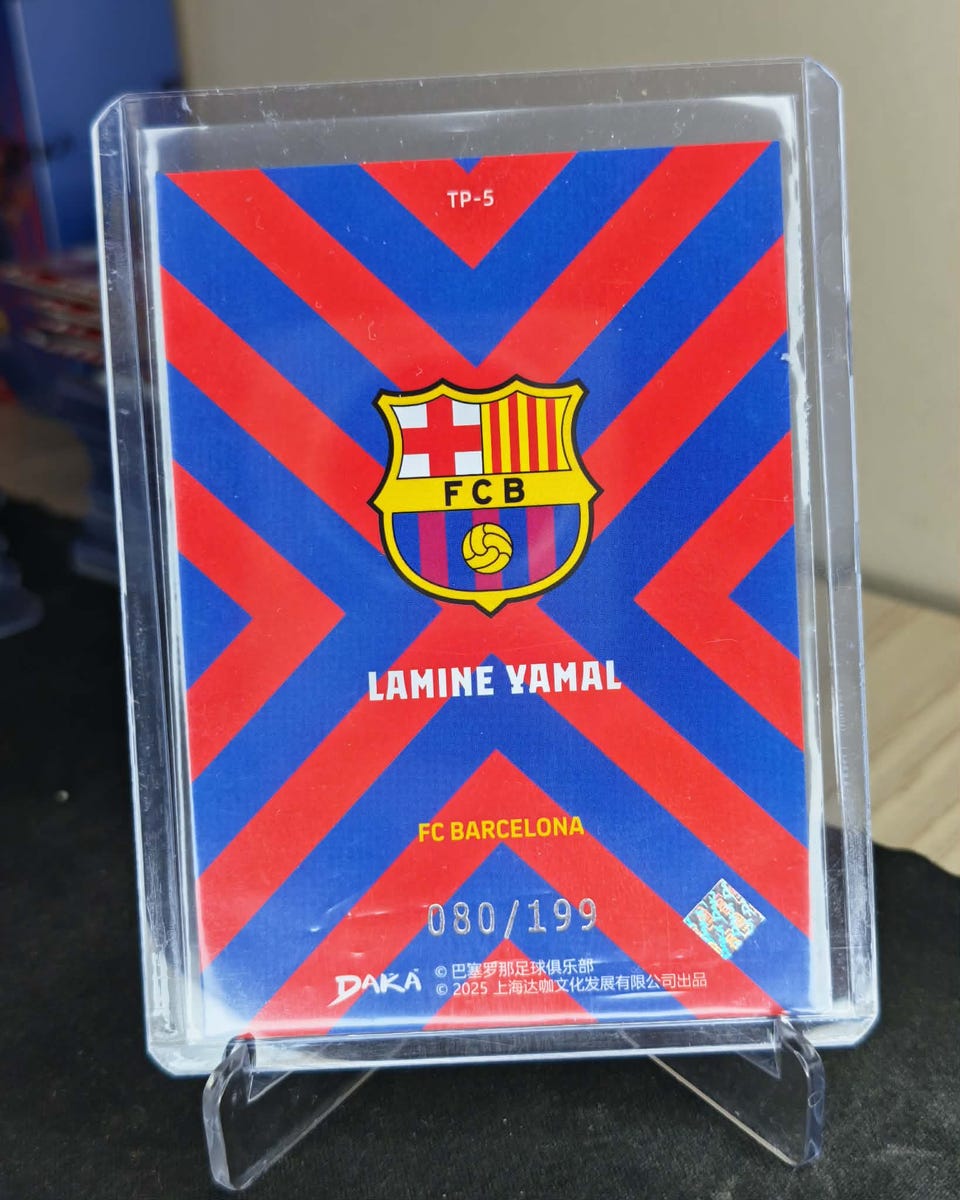 TP-5
FCB
LAMINE YAMAL
FC BARCELONA
080/199
DAKA
© 巴塞罗那足球俱乐部
© 2025 上海达咖文化发展有限公司出品